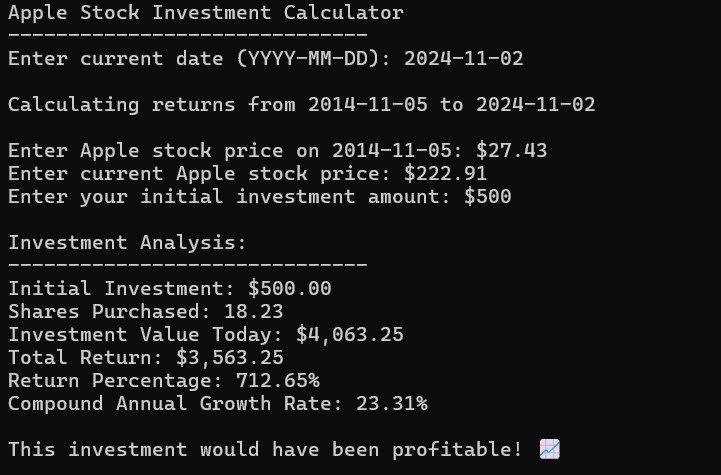 Apple Stock Investment Calculator
------------------------------
Enter current date (YYYY-MM-DD): 2024-11-02
Calculating returns from 2014-11-05 to 2024-11-02
Enter Apple stock price on 2014-11-05: $27.43
Enter current Apple stock price: $222.91
Enter your initial investment amount: $500
Investment Analysis:
------------------------------
Initial Investment: $500.00
Shares Purchased: 18.23
Investment Value Today: $4,063.25
Total Return: $3,563.25
Return Percentage: 712.65%
Compound Annual Growth Rate: 23.31%
This investment would have been profitable! 📈